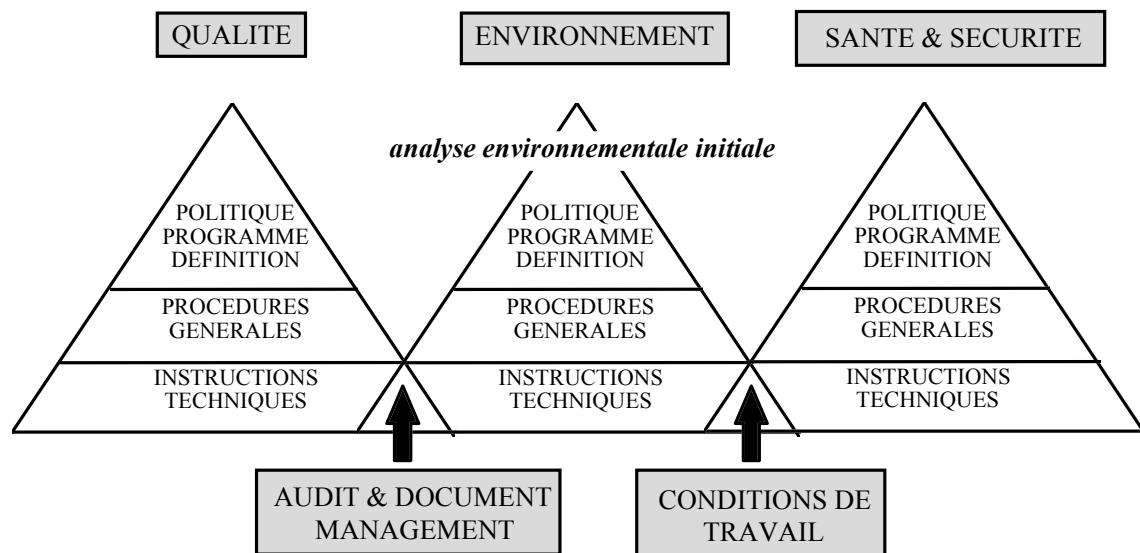 QUALITE
ENVIRONNEMENT
SANTE & SECURITE
analyse environnementale initiale
POLITIQUE
PROGRAMME
DEFINITION
PROCEDURES
GENERALES
INSTRUCTIONS
TECHNIQUES
POLITIQUE
PROGRAMME
DEFINITION
PROCEDURES
GENERALES
INSTRUCTIONS
TECHNIQUES
POLITIQUE
PROGRAMME
DEFINITION
PROCEDURES
GENERALES
INSTRUCTIONS
TECHNIQUES
AUDIT & DOCUMENT
MANAGEMENT
CONDITIONS DE
TRAVAIL